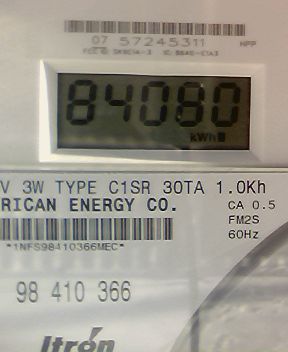 07 57245311
84080
kWh
V 3W TYPE C1SR 30TA 1.0Kh
RICAN ENERGY CO.
CA 0.5
FM2S
60Hz
*1NFS98410366MEC*
98 410 366
Itrón